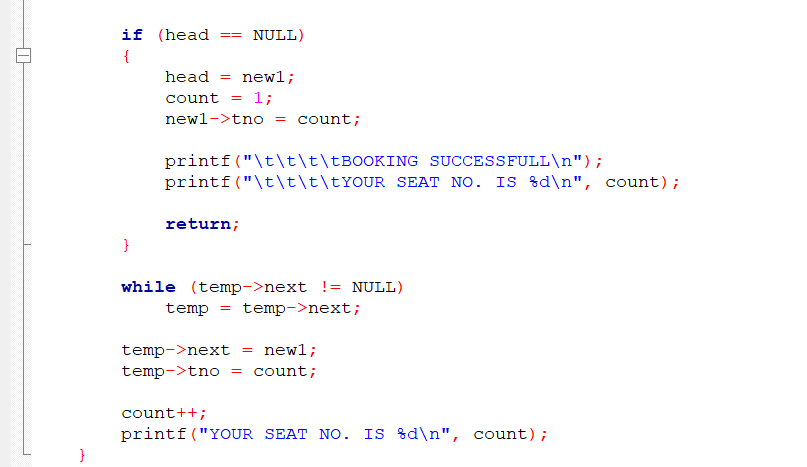 if (head == NULL)
{
head = new1;
count = 1;
new1->tno = count;
printf("\t\t\t\tBOOKING SUCCESSFULL\n");
printf("\t\t\t\tYOUR SEAT NO. IS %d\n", count);
return;
}
while (temp->next != NULL)
temp = temp->next;
temp->next = new1;
temp->tno = count;
count++;
printf("YOUR SEAT NO. IS %d\n", count);
}